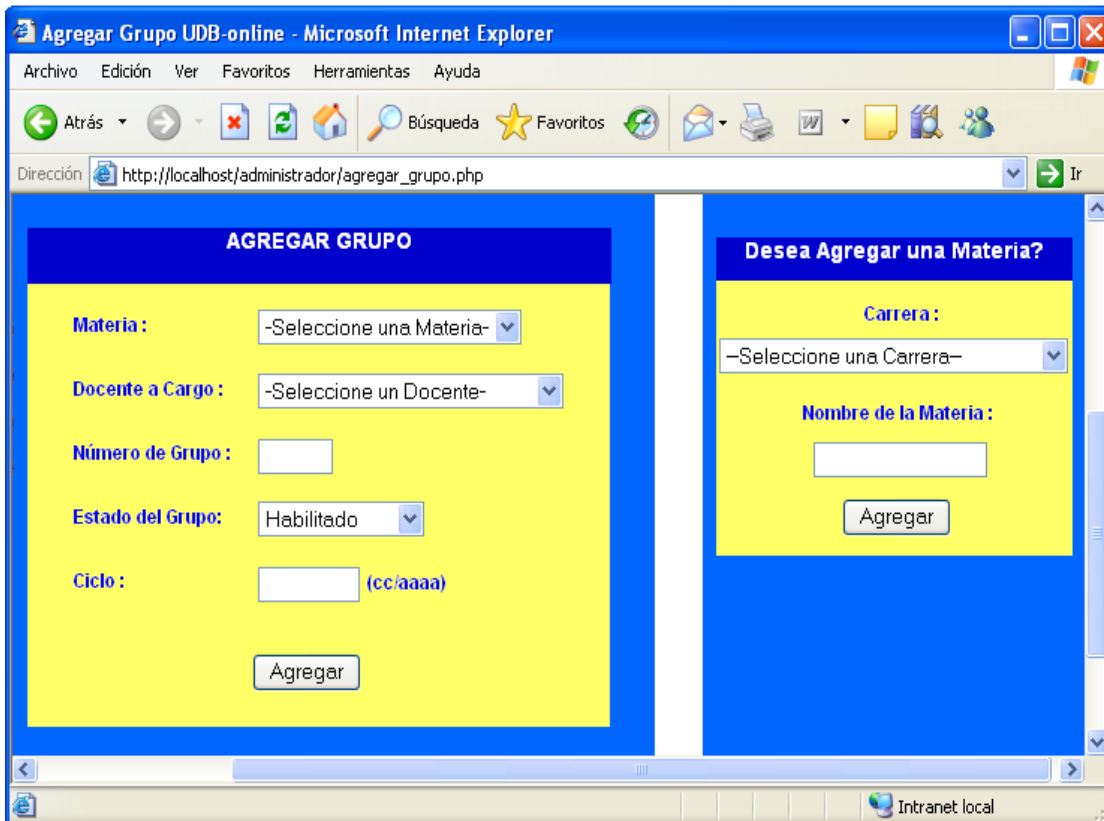 Agregar Grupo UDB-online - Microsoft Internet Explorer
Archivo Edición Ver Favoritos Herramientas Ayuda
Atrás Búsqueda Favoritos
Dirección http://localhost/administrador/agregar_grupo.php Ir
AGREGAR GRUPO
Materia :
-Seleccione una Materia-
Docente a Cargo :
-Seleccione un Docente-
Número de Grupo :
Estado del Grupo:
Habilitado
Ciclo :
(cc/aaaa)
Agregar
Desea Agregar una Materia?
Carrera :
--Seleccione una Carrera--
Nombre de la Materia :
Agregar
Intranet local